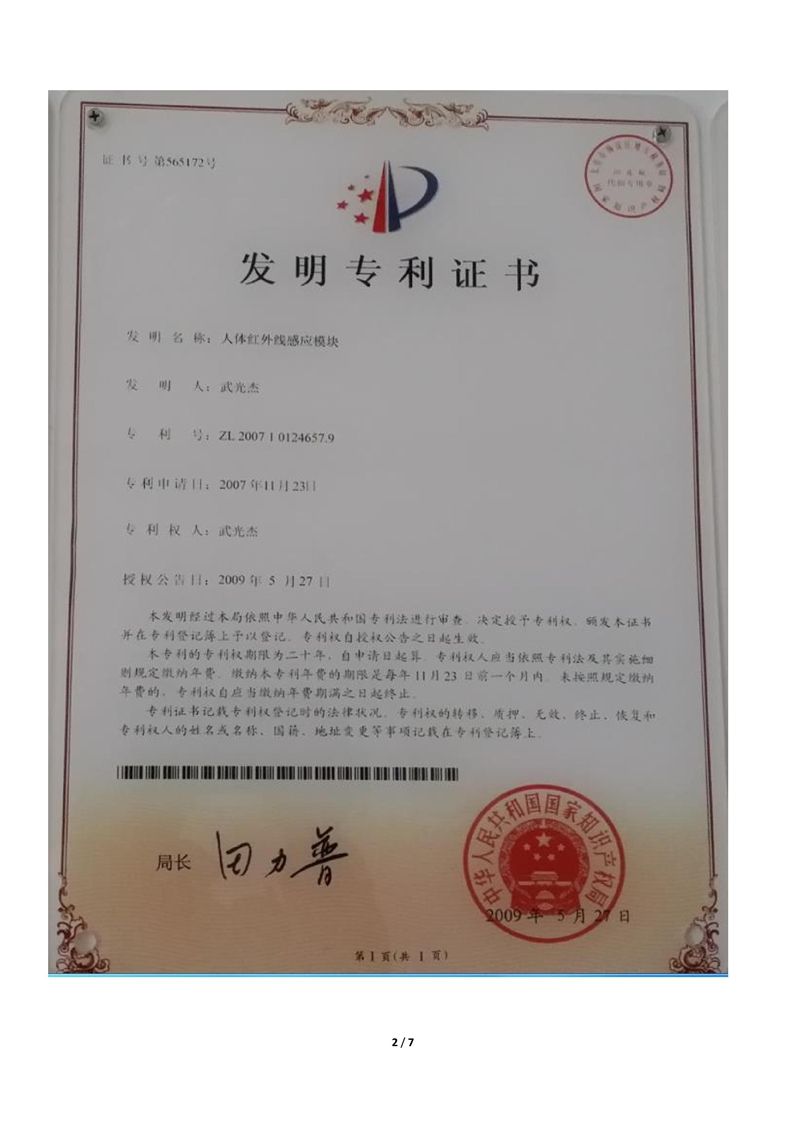 证书号第565172号
发明专利证书
发明名称：人体红外线感应模块
发明人：武光杰
专利号：ZL 2007 1 0124657.9
专利申请日：2007年11月23日
专利权人：武光杰
授权公告日：2009年5月27日
本发明经过本局依照中华人民共和国专利法进行审查，决定授予专利权，颁发本证书
并在专利登记簿上予以登记。专利权自授权公告之日起生效。
本专利的专利权期限为二十年，自申请日起算。专利权人应当依照专利法及其实施细
则规定缴纳年费。缴纳本专利年费的期限是每年11月23日前一个月内。未按照规定缴纳
年费的，专利权自应当缴纳年费期满之日起终止。
专利证书记载专利权登记时的法律状况。专利权的转移、质押、无效、终止、恢复和
专利权人的姓名或名称、国籍、地址变更等事项记载在专利登记簿上。
局长 田力普
中华人民共和国国家知识产权局
2009年5月27日
第1页(共1页)
2 / 7